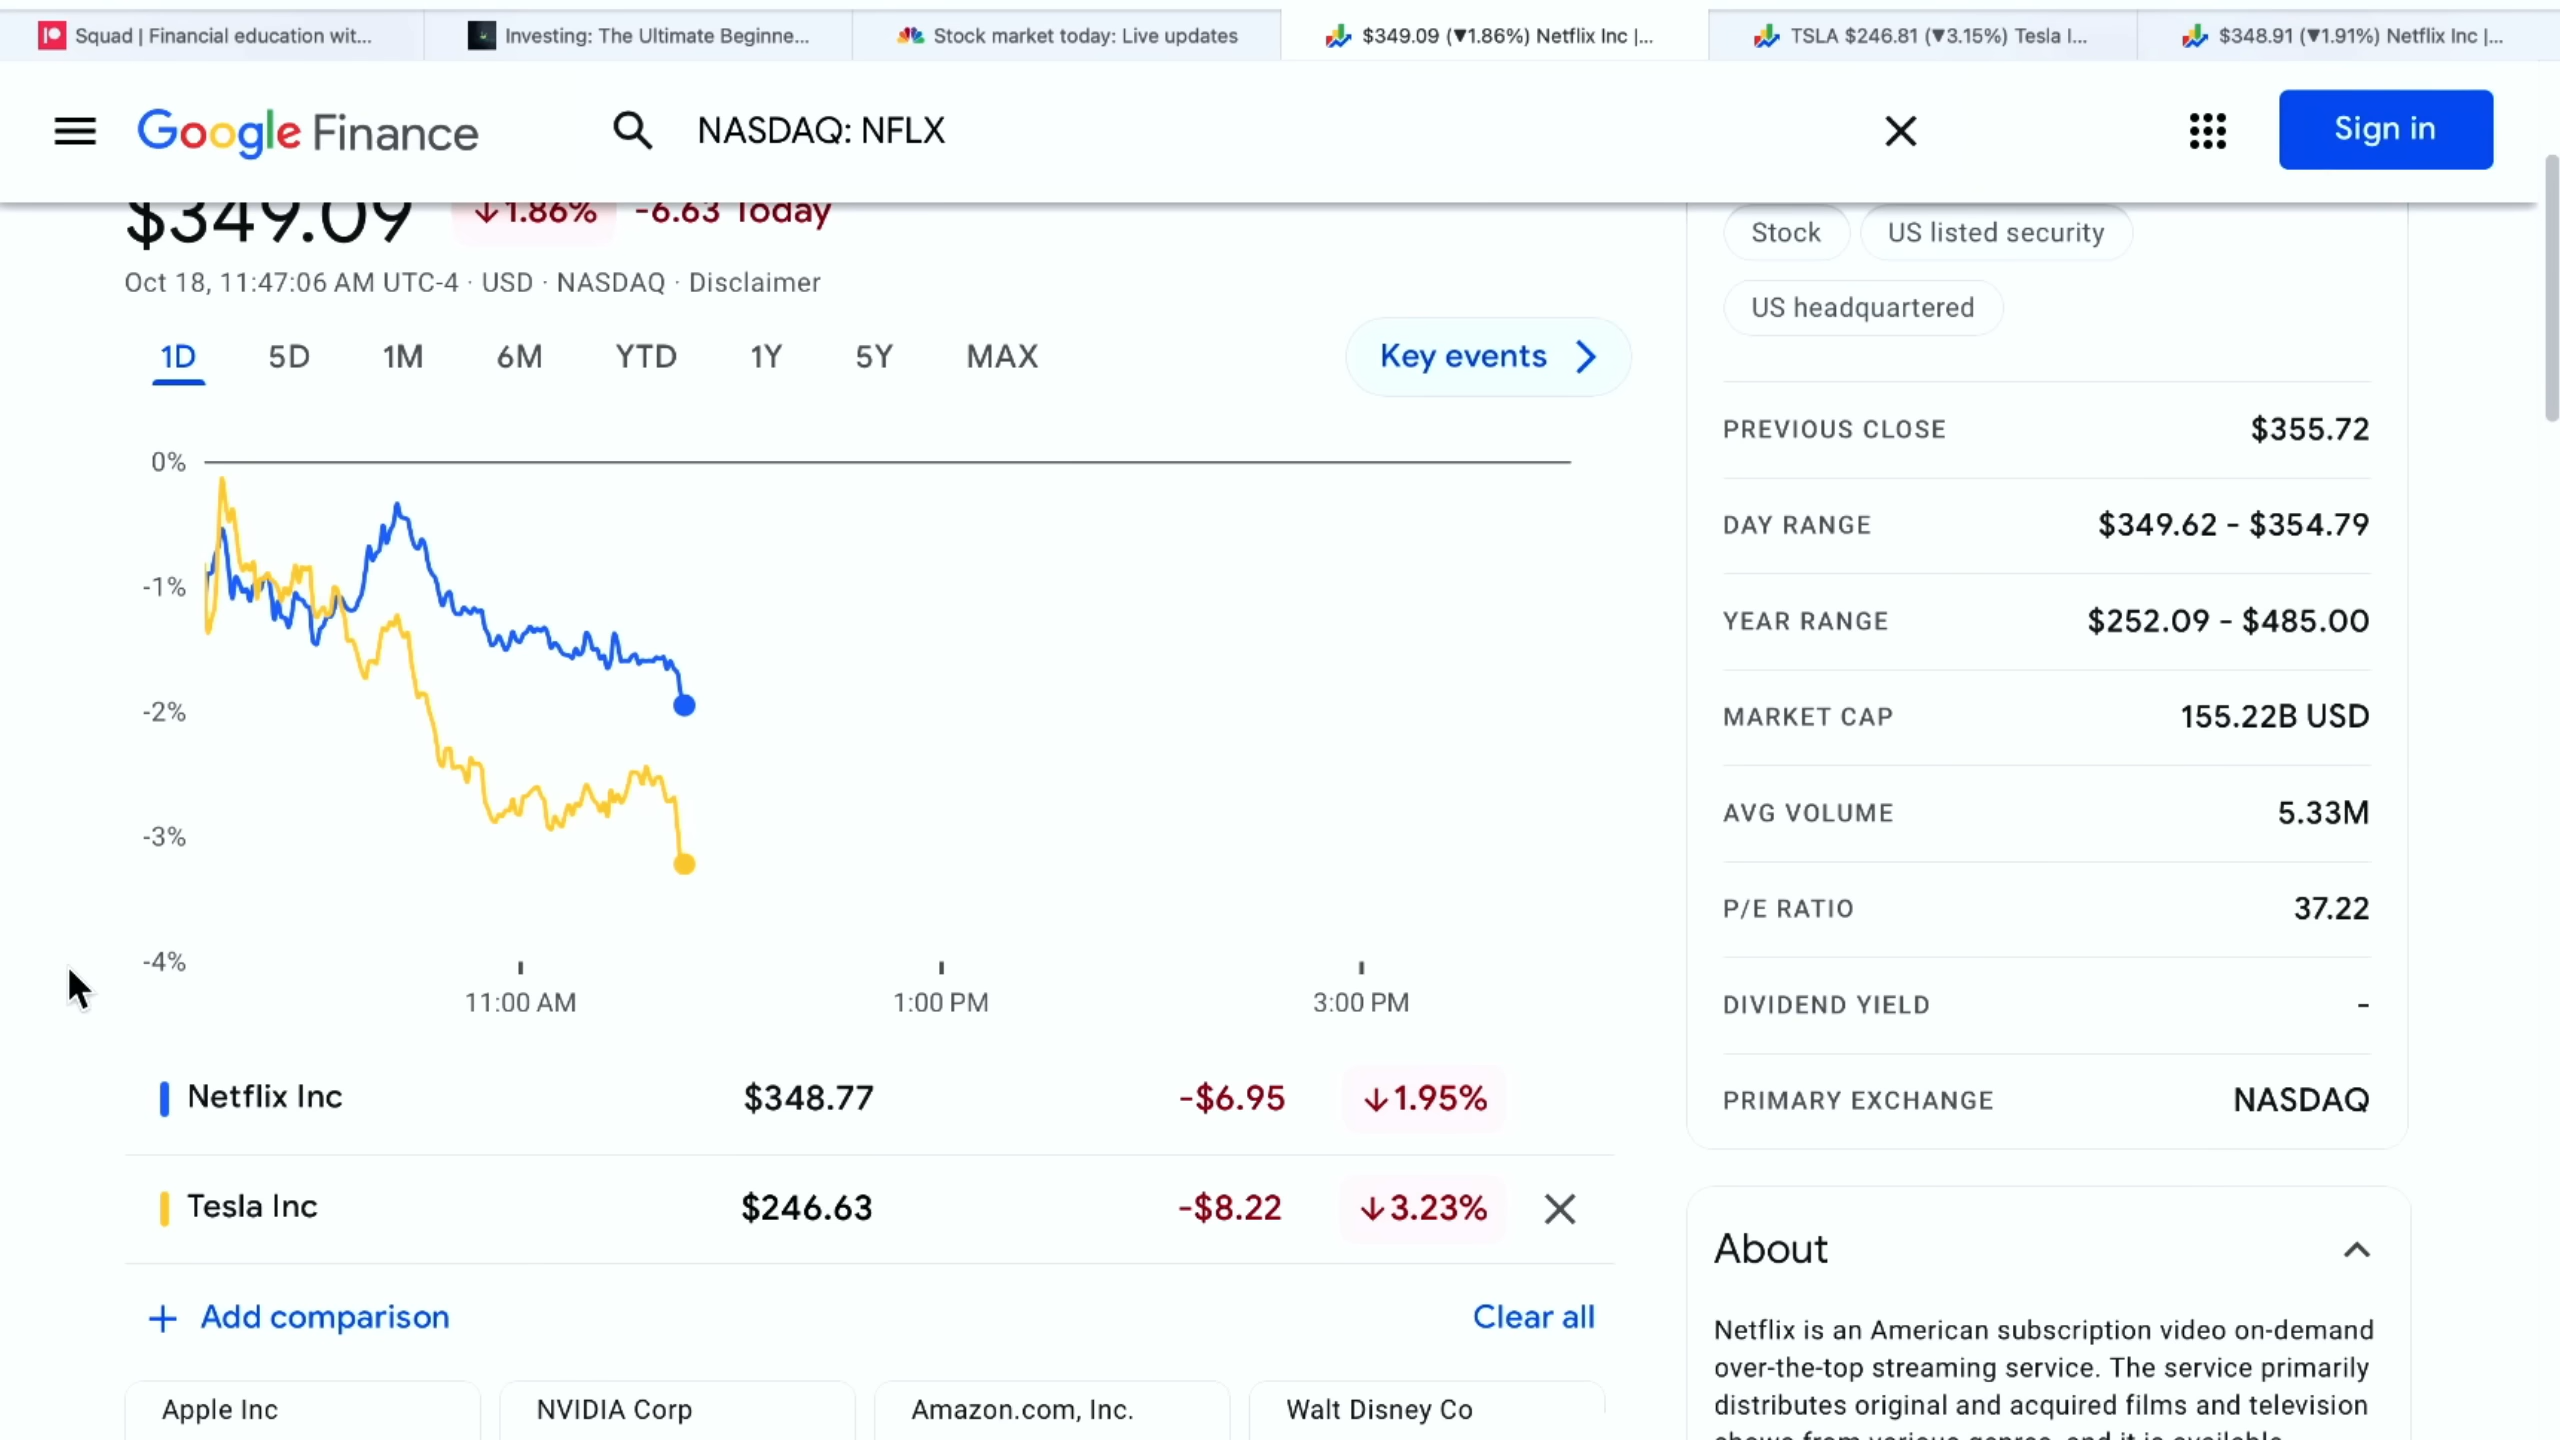 Squad | Financial education wit...
Investing: The Ultimate Beginne...
Stock market today: Live updates
$349.09 (▼1.86%) Netflix Inc |...
TSLA $246.81 (▼3.15%) Tesla I...
$348.91 (▼1.91%) Netflix Inc |...
Google Finance
NASDAQ: NFLX
Sign in
$349.09 ↓1.86% -6.63 Today
Oct 18, 11:47:06 AM UTC-4 · USD · NASDAQ · Disclaimer
1D 5D 1M 6M YTD 1Y 5Y MAX
Key events
0%
-1%
-2%
-3%
-4%
11:00 AM 1:00 PM 3:00 PM
Netflix Inc $348.77 -$6.95 ↓1.95%
Tesla Inc $246.63 -$8.22 ↓3.23%
+ Add comparison Clear all
Apple Inc
NVIDIA Corp
Amazon.com, Inc.
Walt Disney Co
Stock
US listed security
US headquartered
PREVIOUS CLOSE $355.72
DAY RANGE $349.62 - $354.79
YEAR RANGE $252.09 - $485.00
MARKET CAP 155.22B USD
AVG VOLUME 5.33M
P/E RATIO 37.22
DIVIDEND YIELD -
PRIMARY EXCHANGE NASDAQ
About
Netflix is an American subscription video on-demand
over-the-top streaming service. The service primarily
distributes original and acquired films and television
shows from various genres, and it is available